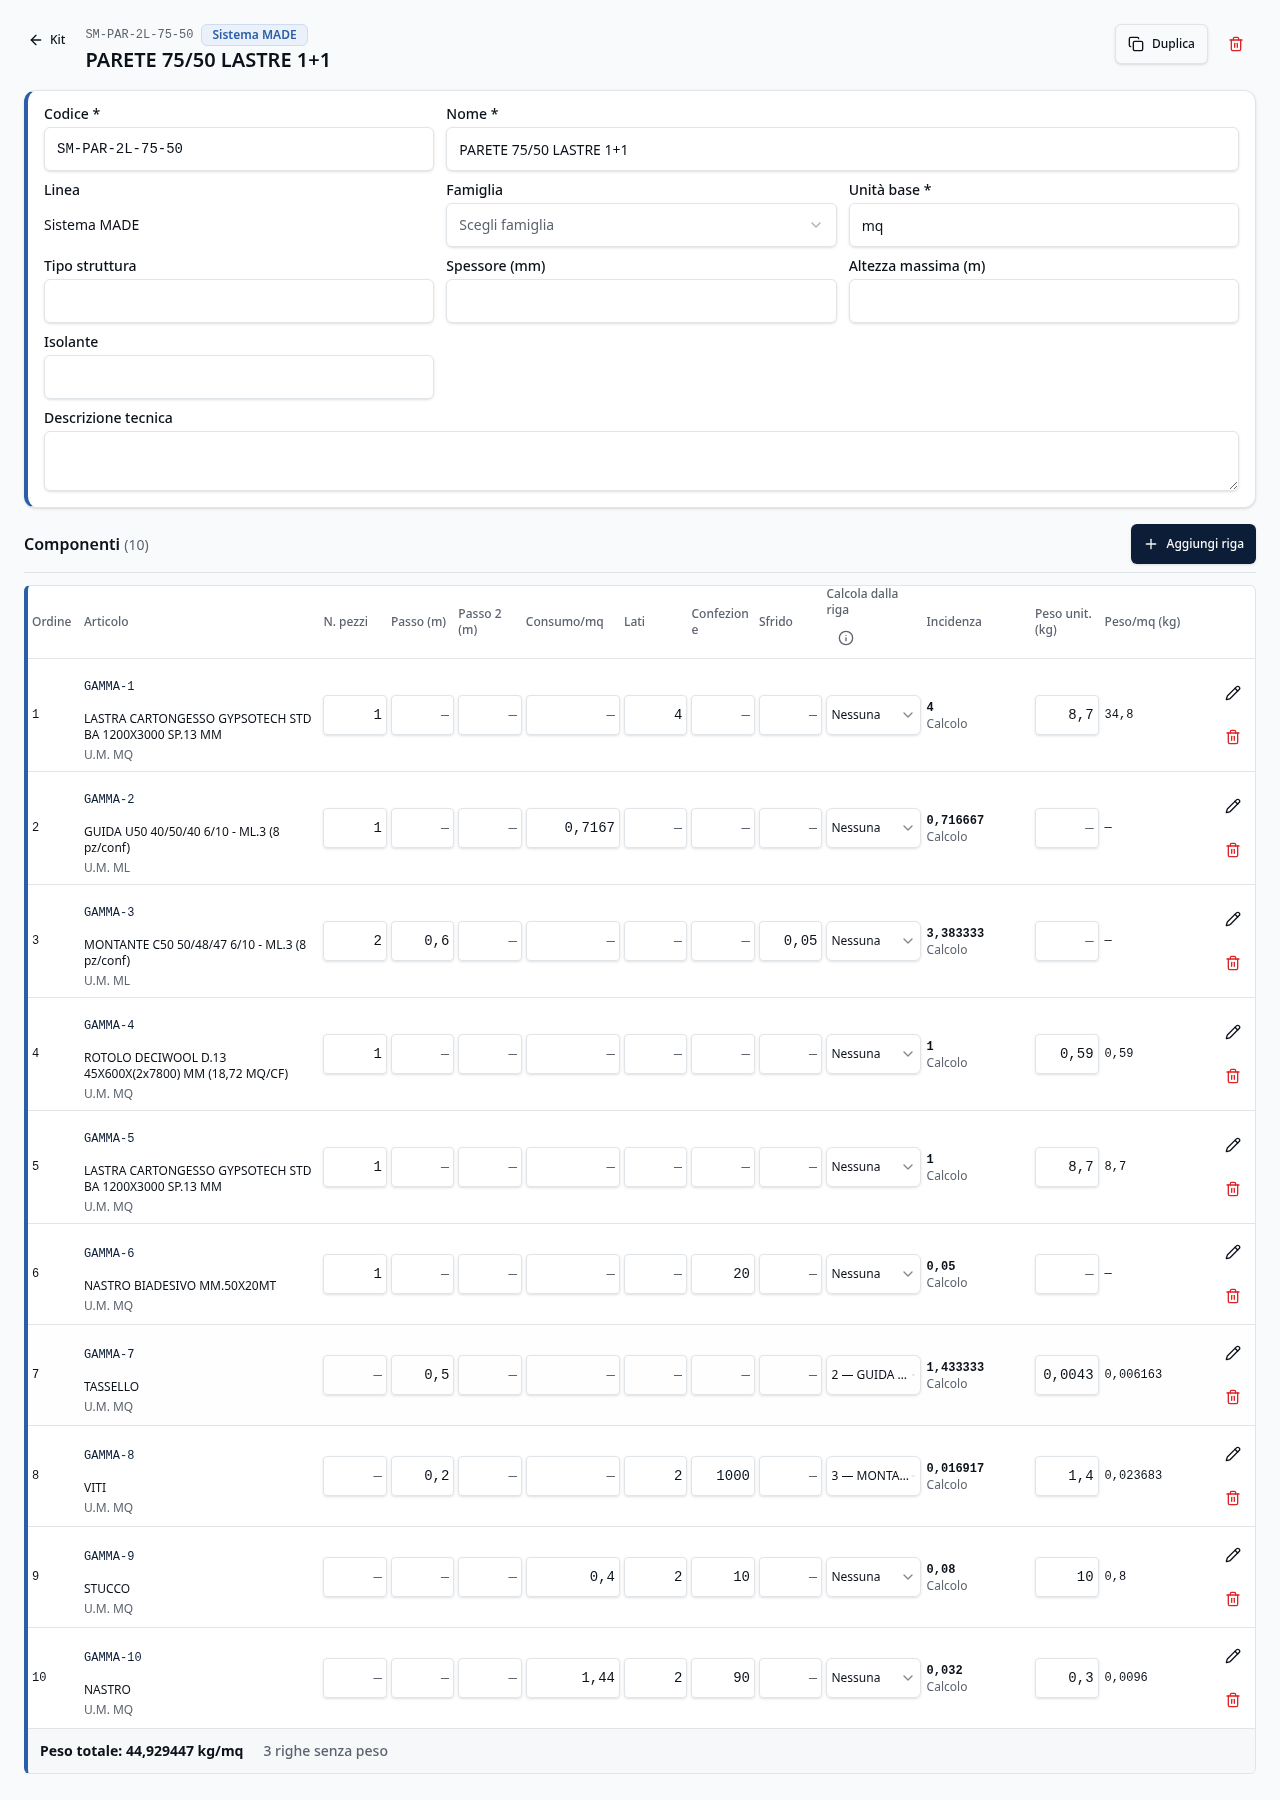 Kit
SM-PAR-2L-75-50 Sistema MADE
PARETE 75/50 LASTRE 1+1
Duplica
Codice * Nome *
SM-PAR-2L-75-50 PARETE 75/50 LASTRE 1+1
Linea Famiglia Unità base *
Sistema MADE Scegli famiglia mq
Tipo struttura Spessore (mm) Altezza massima (m)
Isolante
Descrizione tecnica
Componenti (10) Aggiungi riga
Ordine Articolo N. pezzi Passo (m) Passo 2 (m) Consumo/mq Lati Confezione Sfrido Calcola dalla riga Incidenza Peso unit. (kg) Peso/mq (kg)
GAMMA-1
1 LASTRA CARTONGESSO GYPSOTECH STD 1 — — — 4 — — Nessuna 4 8,7 34,8
BA 1200X3000 SP.13 MM Calcolo
U.M. MQ
GAMMA-2
2 GUIDA U50 40/50/40 6/10 - ML.3 (8 1 — — 0,7167 — — — Nessuna 0,716667 — —
pz/conf) Calcolo
U.M. ML
GAMMA-3
3 MONTANTE C50 50/48/47 6/10 - ML.3 (8 2 0,6 — — — — 0,05 Nessuna 3,383333 — —
pz/conf) Calcolo
U.M. ML
GAMMA-4
4 ROTOLO DECIWOOL D.13 1 — — — — — — Nessuna 1 0,59 0,59
45X600X(2x7800) MM (18,72 MQ/CF) Calcolo
U.M. MQ
GAMMA-5
5 LASTRA CARTONGESSO GYPSOTECH STD 1 — — — — — — Nessuna 1 8,7 8,7
BA 1200X3000 SP.13 MM Calcolo
U.M. MQ
GAMMA-6
6 NASTRO BIADESIVO MM.50X20MT 1 — — — — 20 — Nessuna 0,05 — —
U.M. MQ Calcolo
GAMMA-7
7 TASSELLO — 0,5 — — — — — 2 — GUIDA ... 1,433333 0,0043 0,006163
U.M. MQ Calcolo
GAMMA-8
8 VITI — 0,2 — — 2 1000 — 3 — MONTA... 0,016917 1,4 0,023683
U.M. MQ Calcolo
GAMMA-9
9 STUCCO — — — 0,4 2 10 — Nessuna 0,08 10 0,8
U.M. MQ Calcolo
GAMMA-10
10 NASTRO — — — 1,44 2 90 — Nessuna 0,032 0,3 0,0096
U.M. MQ Calcolo
Peso totale: 44,929447 kg/mq 3 righe senza peso